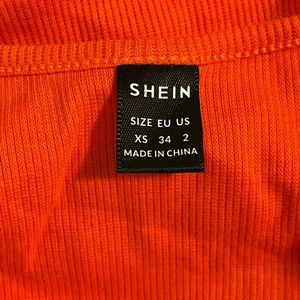 SHEIN
SIZE EU US
XS 34 2
MADE IN CHINA